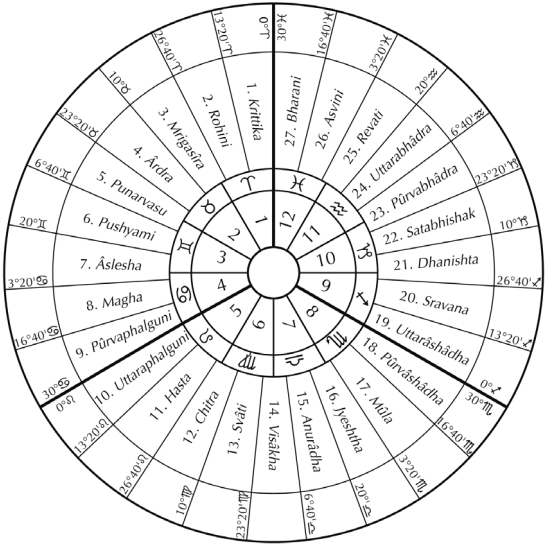 0°♈
13°20'♈
26°40'♈
10°♉
23°20'♉
6°40'♊
20°♊
3°20'♋
16°40'♋
30°♋
0°♌
13°20'♌
26°40'♌
10°♍
23°20'♍
6°40'♎
20°♎
3°20'♏
16°40'♏
30°♏
0°♐
13°20'♐
26°40'♐
10°♑
23°20'♑
6°40'♒
20°♒
3°20'♓
16°40'♓
30°♓
1. Krittika
2. Rohini
3. Mrigasîra
4. Ârdra
5. Punarvasu
6. Pushyami
7. Âslesha
8. Magha
9. Pûrvaphalguni
10. Uttaraphalguni
11. Hasta
12. Chitra
13. Svâti
14. Visâkha
15. Anurâdha
16. Jyeshtha
17. Mûla
18. Pûrvâshâdha
19. Uttarâshâdha
20. Sravana
21. Dhanishta
22. Satabhishak
23. Pûrvabhâdra
24. Uttarabhâdra
25. Revati
26. Asvini
27. Bharani
♈
♉
♊
♋
♌
♍
♎
♏
♐
♑
♒
♓
1
2
3
4
5
6
7
8
9
10
11
12